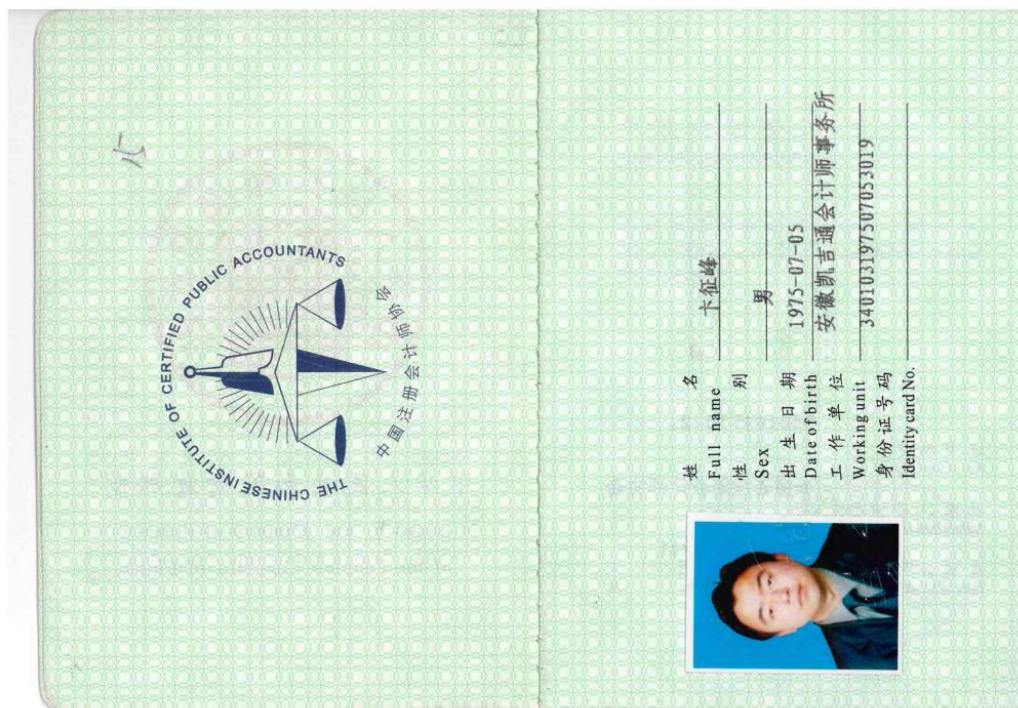 THE CHINESE INSTITUTE OF CERTIFIED PUBLIC ACCOUNTANTS
中国注册会计师协会
姓 名 卞征峰
Full name
性 别 男
Sex
出 生 日 期 1975-07-05
Date of birth
工 作 单 位 安徽凯吉通会计师事务所
Working unit
身份证号码 340103197507053019
Identity card No.